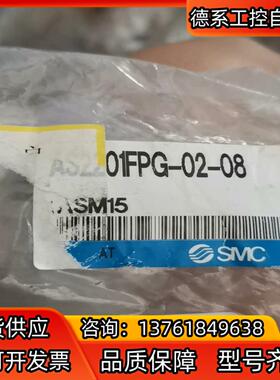 德系工控自
AS2201FPG-02-08
ASM15
AT
SMC
货供应
咨询：13761849638
可开发票
品质保障
型号齐